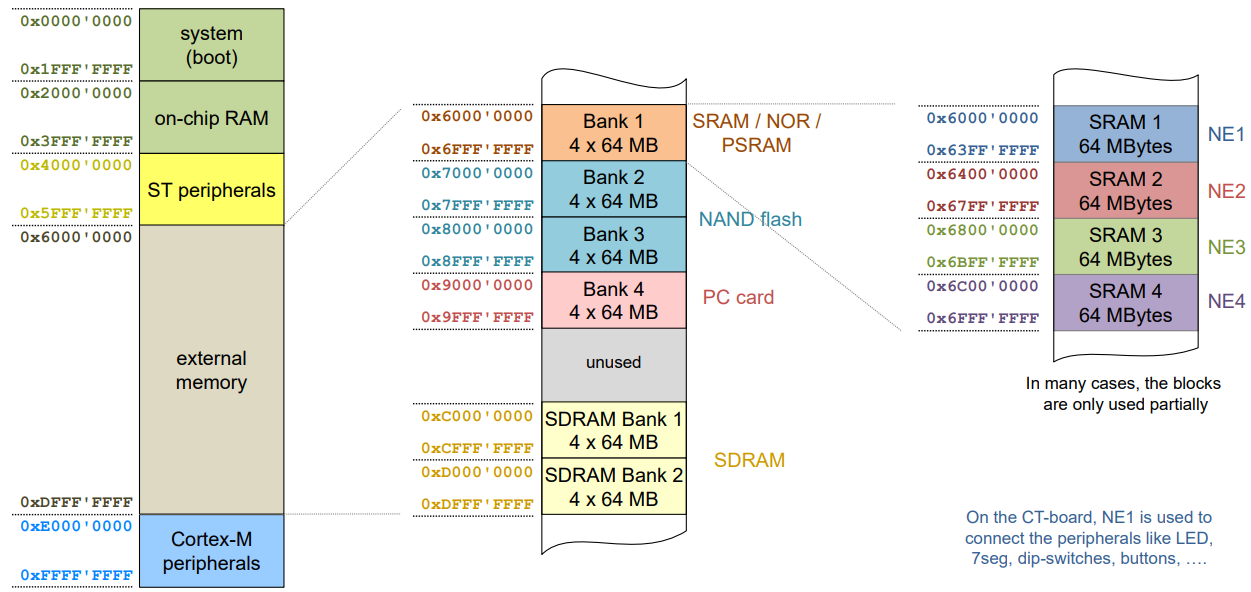 0x0000'0000
system
(boot)
0x1FFF'FFFF
0x2000'0000
on-chip RAM
0x3FFF'FFFF
0x4000'0000
ST peripherals
0x5FFF'FFFF
0x6000'0000
external
memory
0xDFFF'FFFF
0xE000'0000
Cortex-M
peripherals
0xFFFF'FFFF
0x6000'0000
Bank 1
4 x 64 MB
0x6FFF'FFFF
SRAM / NOR /
PSRAM
0x7000'0000
Bank 2
4 x 64 MB
0x7FFF'FFFF
NAND flash
0x8000'0000
Bank 3
4 x 64 MB
0x8FFF'FFFF
0x9000'0000
Bank 4
4 x 64 MB
0x9FFF'FFFF
PC card
unused
0xC000'0000
SDRAM Bank 1
4 x 64 MB
0xCFFF'FFFF
SDRAM
0xD000'0000
SDRAM Bank 2
4 x 64 MB
0xDFFF'FFFF
0x6000'0000
SRAM 1
64 MBytes
0x63FF'FFFF
NE1
0x6400'0000
SRAM 2
64 MBytes
0x67FF'FFFF
NE2
0x6800'0000
SRAM 3
64 MBytes
0x6BFF'FFFF
NE3
0x6C00'0000
SRAM 4
64 MBytes
0x6FFF'FFFF
NE4
In many cases, the blocks
are only used partially
On the CT-board, NE1 is used to
connect the peripherals like LED,
7seg, dip-switches, buttons, ….